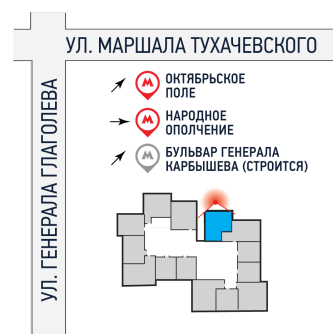 УЛ. МАРШАЛА ТУХАЧЕВСКОГО
УЛ. ГЕНЕРАЛА ГЛАГОЛЕВА
ОКТЯБРЬСКОЕ
ПОЛЕ
НАРОДНОЕ
ОПОЛЧЕНИЕ
БУЛЬВАР ГЕНЕРАЛА
КАРБЫШЕВА (СТРОИТСЯ)